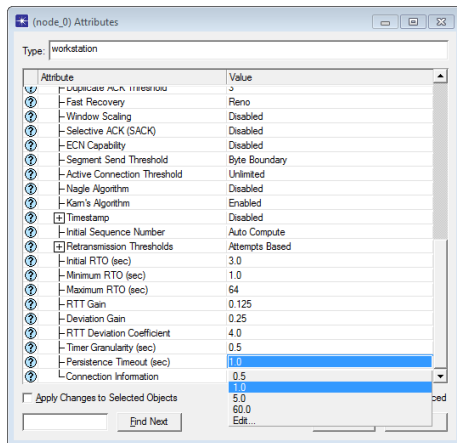 (node_0) Attributes
Type: workstation
Attribute Value
Duplicate ACK Threshold 3
Fast Recovery Reno
Window Scaling Disabled
Selective ACK (SACK) Disabled
ECN Capability Disabled
Segment Send Threshold Byte Boundary
Active Connection Threshold Unlimited
Nagle Algorithm Disabled
Karn's Algorithm Enabled
Timestamp Disabled
Initial Sequence Number Auto Compute
Retransmission Thresholds Attempts Based
Initial RTO (sec) 3.0
Minimum RTO (sec) 1.0
Maximum RTO (sec) 64
RTT Gain 0.125
Deviation Gain 0.25
RTT Deviation Coefficient 4.0
Timer Granularity (sec) 0.5
Persistence Timeout (sec) 1.0
Connection Information 0.5
1.0
Apply Changes to Selected Objects 5.0
60.0
Find Next Edit...